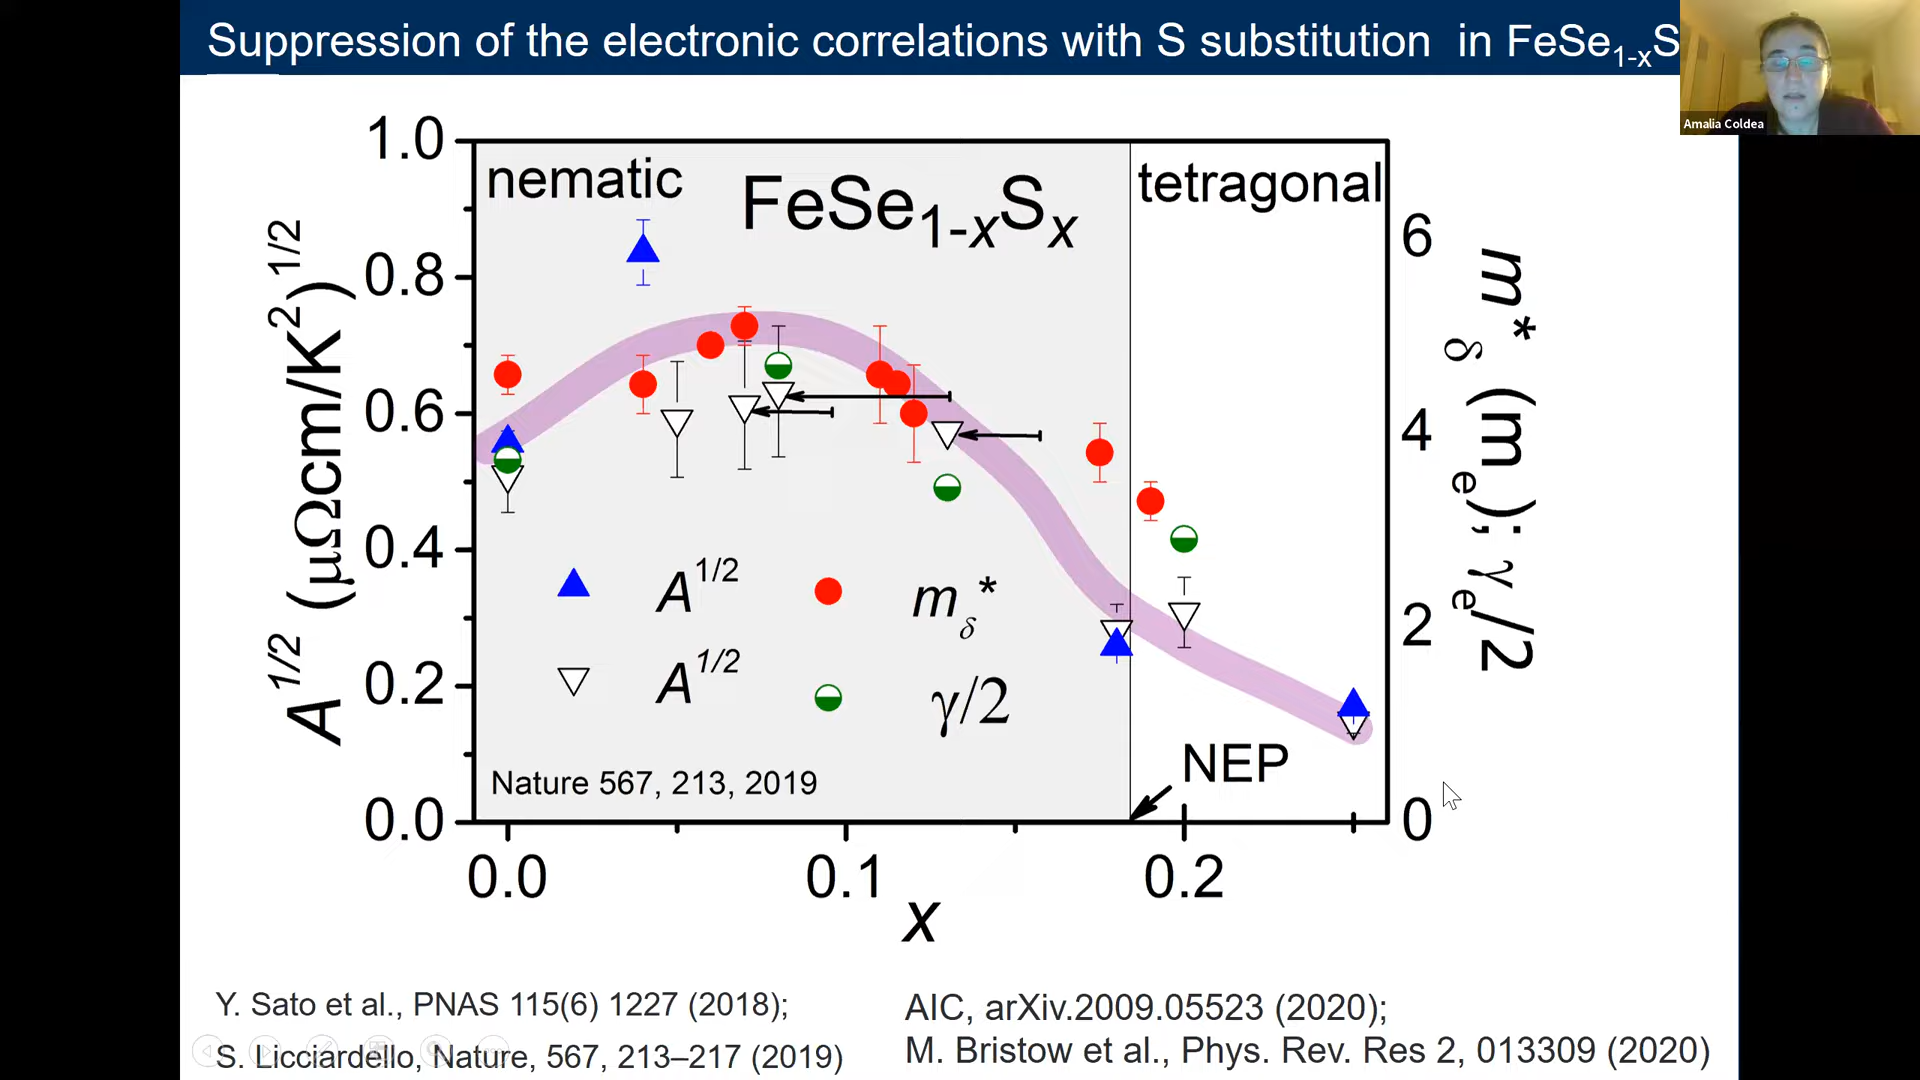 Suppression of the electronic correlations with S substitution in FeSe1-xS
Amalia Coldea
1.0
0.8
0.6
0.4
0.2
0.0
A1/2 (μΩcm/K2)1/2
nematic
FeSe1-xSx
tetragonal
6
4
2
0
m*δ (me); γe/2
A1/2
mδ*
A1/2
γ/2
Nature 567, 213, 2019
NEP
0.0
0.1
0.2
x
Y. Sato et al., PNAS 115(6) 1227 (2018);
S. Licciardello, Nature, 567, 213–217 (2019)
AIC, arXiv.2009.05523 (2020);
M. Bristow et al., Phys. Rev. Res 2, 013309 (2020)